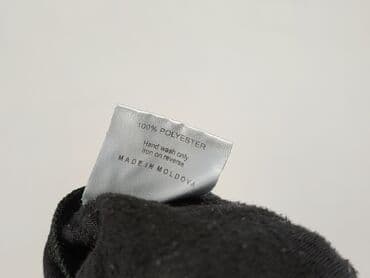 100% POLYESTER
Hand wash only
iron on reverse
MADE IN MOLDOVA